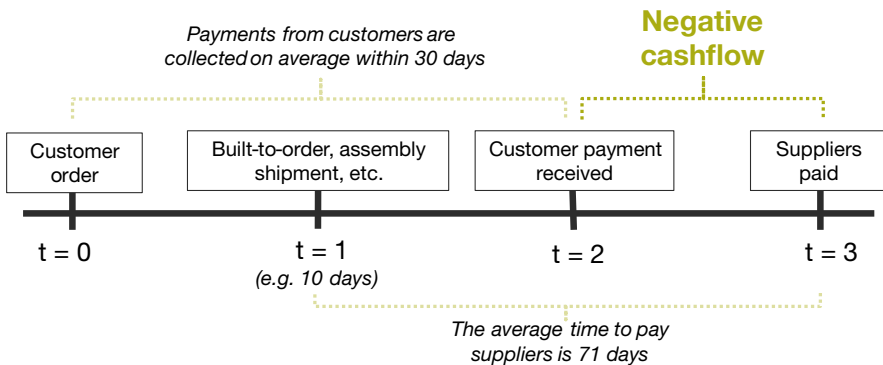 Payments from customers are
collected on average within 30 days
Negative
cashflow
Customer
order
Built-to-order, assembly
shipment, etc.
Customer payment
received
Suppliers
paid
t = 0
t = 1
(e.g. 10 days)
t = 2
t = 3
The average time to pay
suppliers is 71 days